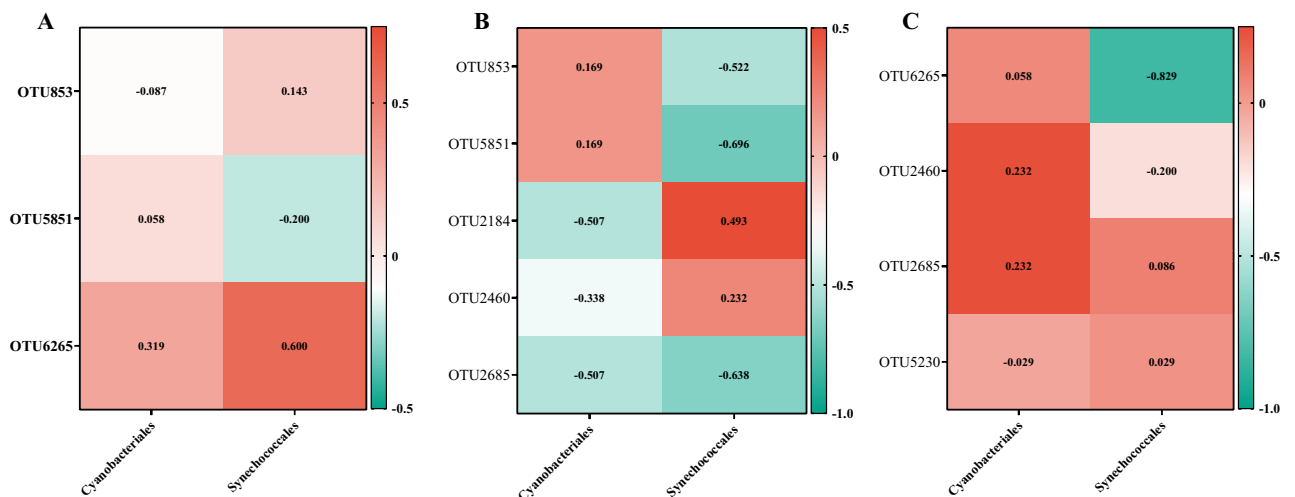 A
OTU853
-0.087
0.143
OTU5851
0.058
-0.200
OTU6265
0.319
0.600
Cyanobacteriales
Synechococcales
0.5
0
-0.5
B
OTU853
0.169
-0.522
OTU5851
0.169
-0.696
OTU2184
-0.507
0.493
OTU2460
-0.338
0.232
OTU2685
-0.507
-0.638
Cyanobacteriales
Synechococcales
0.5
0
-0.5
-1.0
C
OTU6265
0.058
-0.829
OTU2460
0.232
-0.200
OTU2685
0.232
0.086
OTU5230
-0.029
0.029
Cyanobacteriales
Synechococcales
0
-0.5
-1.0